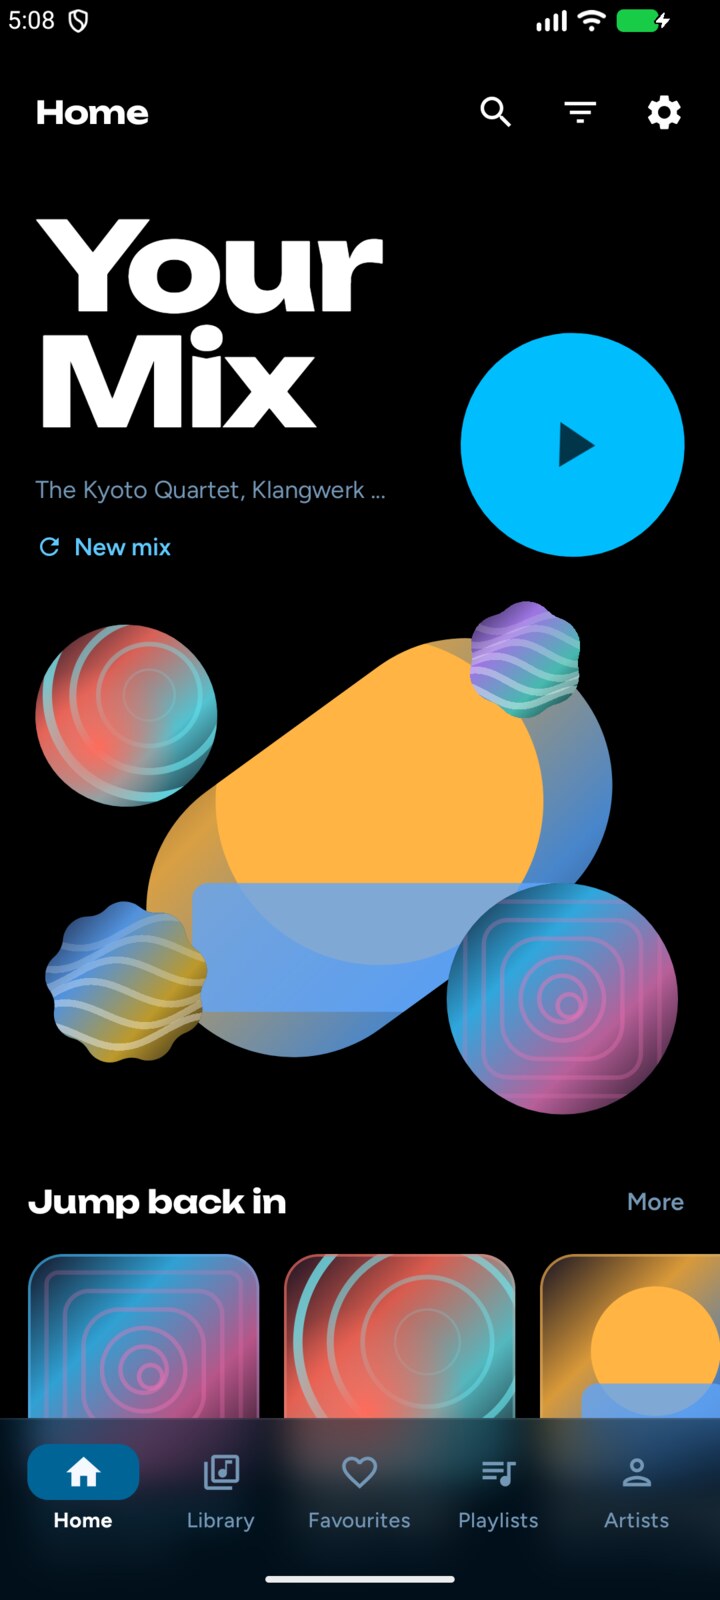 5:08
Home
Your
Mix
The Kyoto Quartet, Klangwerk ...
New mix
Jump back in
More
Home
Library
Favourites
Playlists
Artists